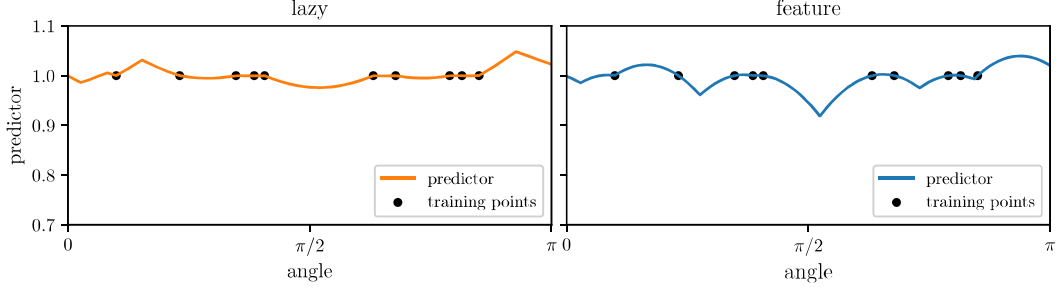 lazy
feature
1.1
1.0
0.9
0.8
0.7
predictor
predictor
training points
predictor
training points
0
π/2
π
0
π/2
π
angle
angle